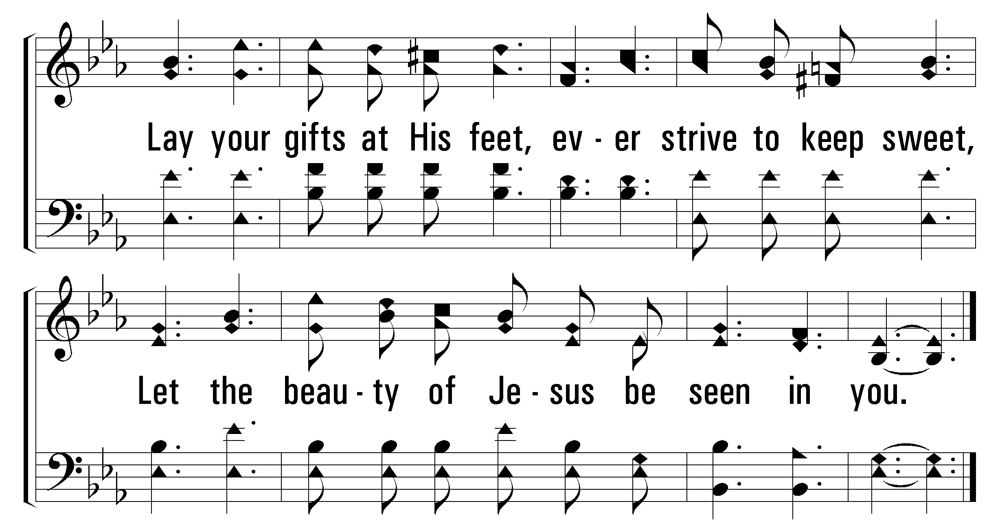 Lay your gifts at His feet, ev - er strive to keep sweet,
Let the beau - ty of Je - sus be seen in you.